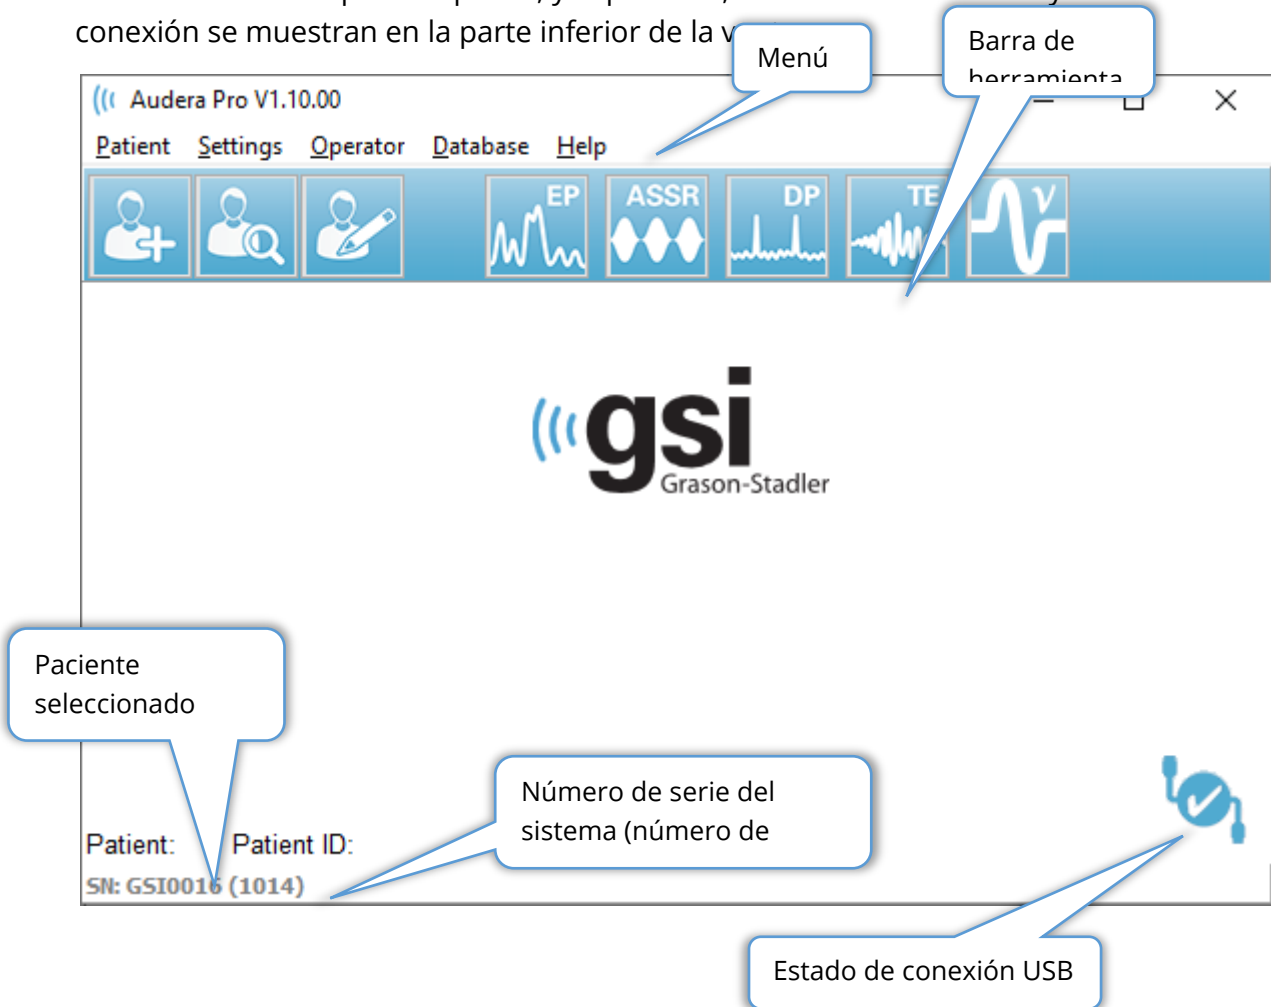 conexión se muestran en la parte inferior de la v
Menú
Barra de
herramienta
Audera Pro V1.10.00
Patient Settings Operator Database Help
EP ASSR DP TE V
gsi
Grason-Stadler
Paciente
seleccionado
Número de serie del
sistema (número de
Patient: Patient ID:
SN: GSI0016 (1014)
Estado de conexión USB